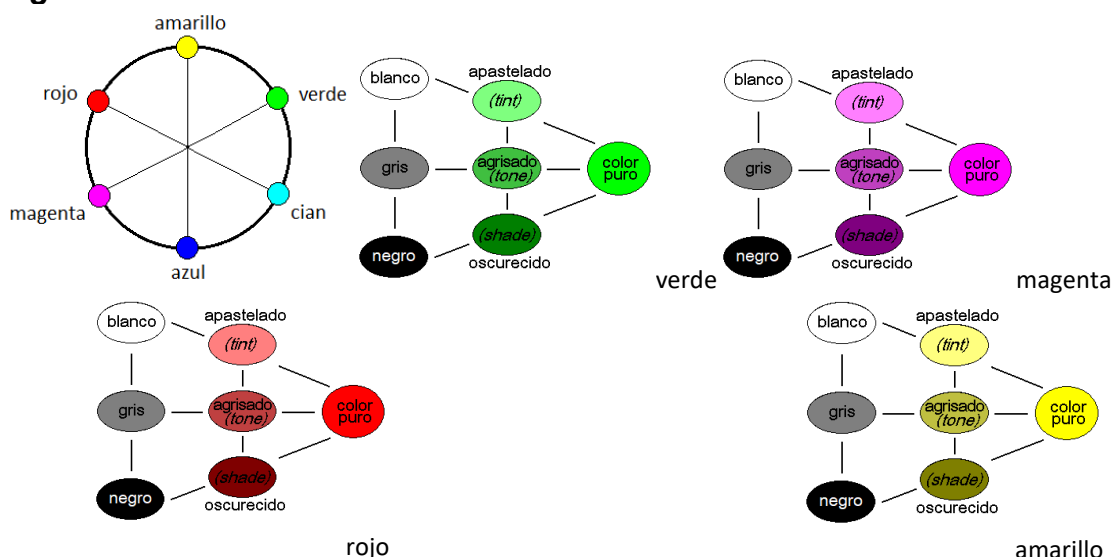 g
amarillo
rojo
verde
magenta
cian
azul
blanco
apastelado
(tint)
gris
agrisado
(tone)
color
puro
negro
(shade)
oscurecido
verde
blanco
apastelado
(tint)
gris
agrisado
(tone)
color
puro
negro
(shade)
oscurecido
magenta
blanco
apastelado
(tint)
gris
agrisado
(tone)
color
puro
negro
(shade)
oscurecido
rojo
blanco
apastelado
(tint)
gris
agrisado
(tone)
color
puro
negro
(shade)
oscurecido
amarillo